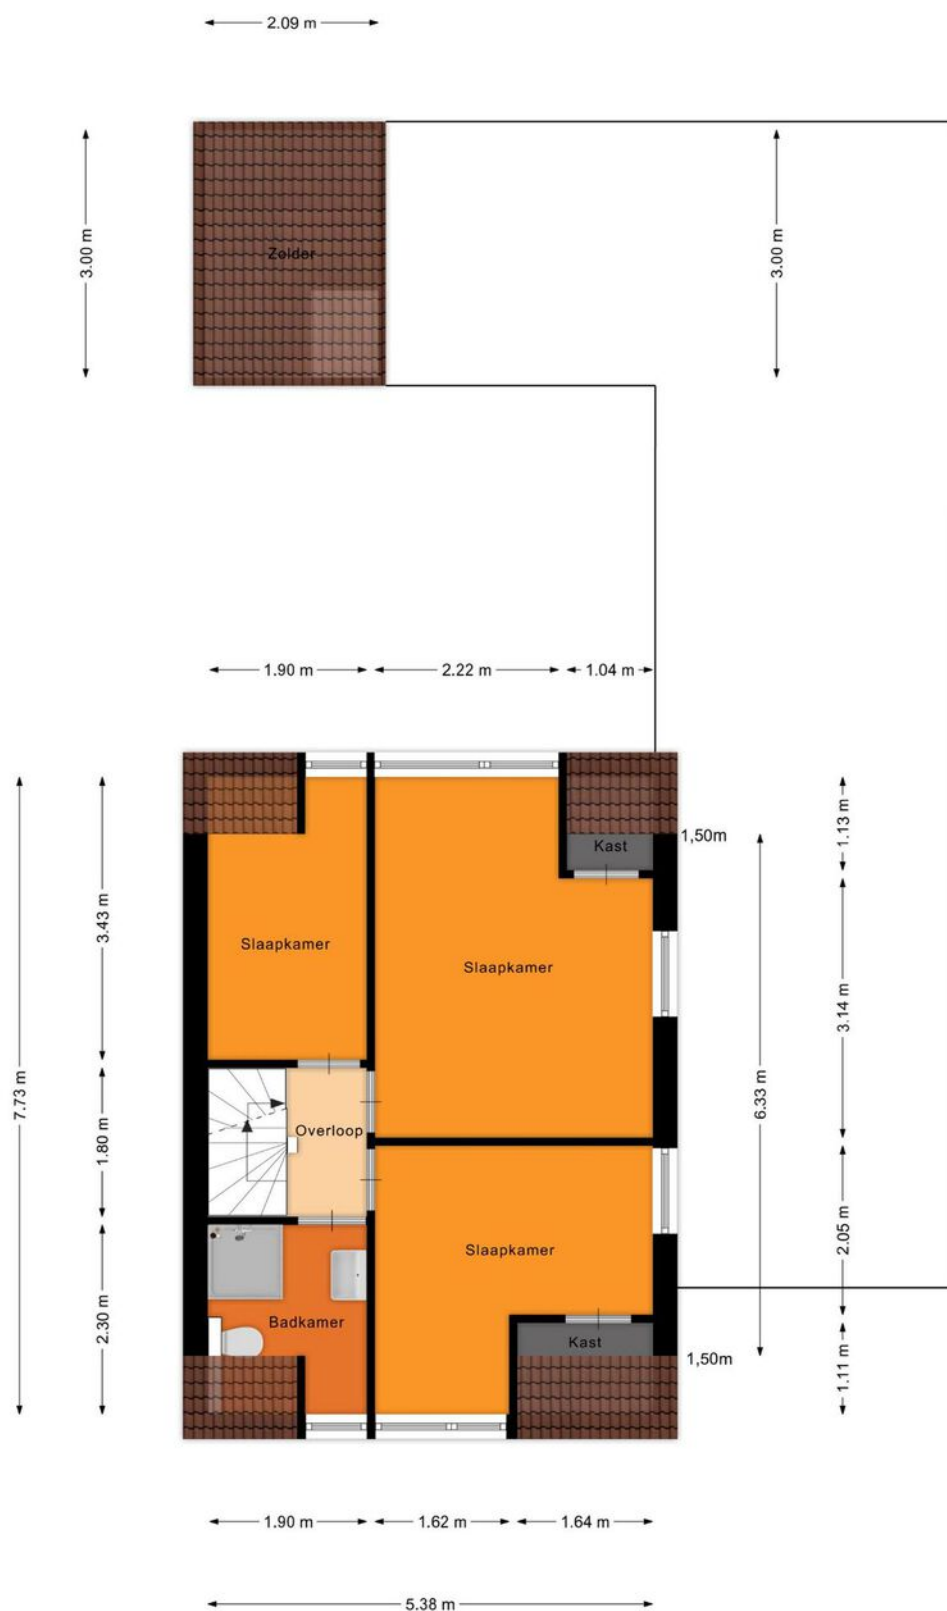 2.09 m
3.00 m
3.00 m
Zolder
1.90 m
2.22 m
1.04 m
1.13 m
1,50m
Kast
3.43 m
Slaapkamer
Slaapkamer
3.14 m
7.73 m
6.33 m
1.80 m
Overloop
2.05 m
Slaapkamer
2.30 m
Badkamer
Kast
1,50m
1.11 m
1.90 m
1.62 m
1.64 m
5.38 m